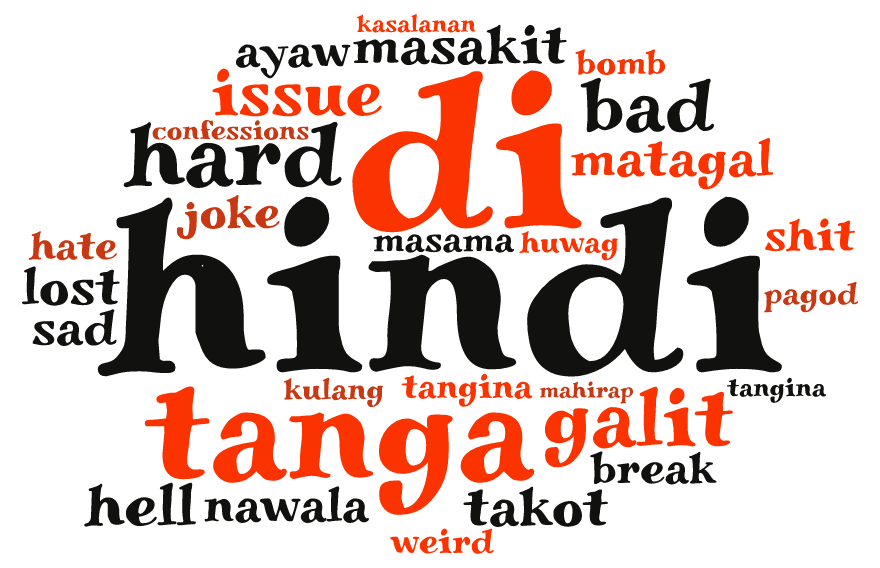 kasalanan
ayaw masakit
bomb
issue
di
bad
confessions
hard
matagal
joke
hate
masama huwag
shit
hindi
lost
pagod
sad
kulang tangina mahirap tangina
tanga
galit
break
hell nawala takot
weird